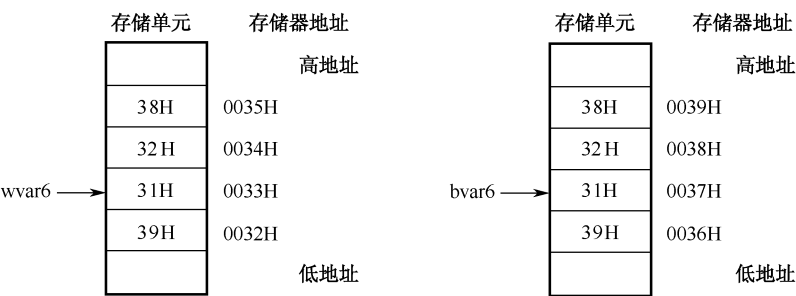 存储单元 存储器地址
高地址
38H 0035H
32H 0034H
wvar6 31H 0033H
39H 0032H
低地址
存储单元 存储器地址
高地址
38H 0039H
32H 0038H
bvar6 31H 0037H
39H 0036H
低地址